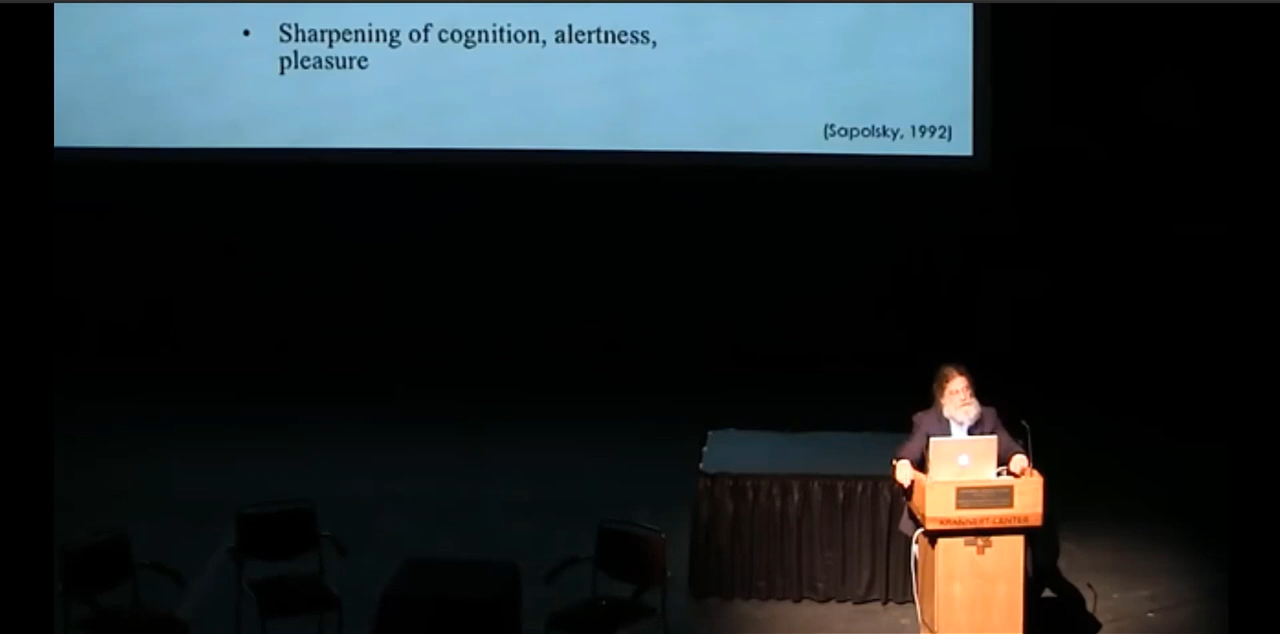 • Sharpening of cognition, alertness,
pleasure
(Sapolsky, 1992)
KRANNERT CENTER